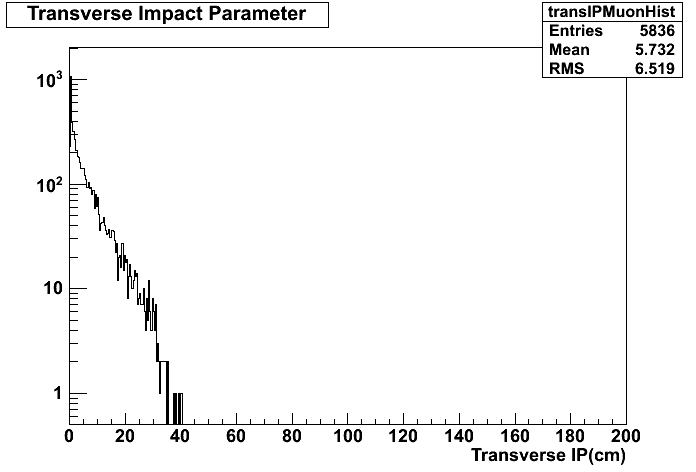 Transverse Impact Parameter
transIPMuonHist
Entries 5836
Mean 5.732
RMS 6.519
10³
10²
10
1
0 20 40 60 80 100 120 140 160 180 200
Transverse IP(cm)